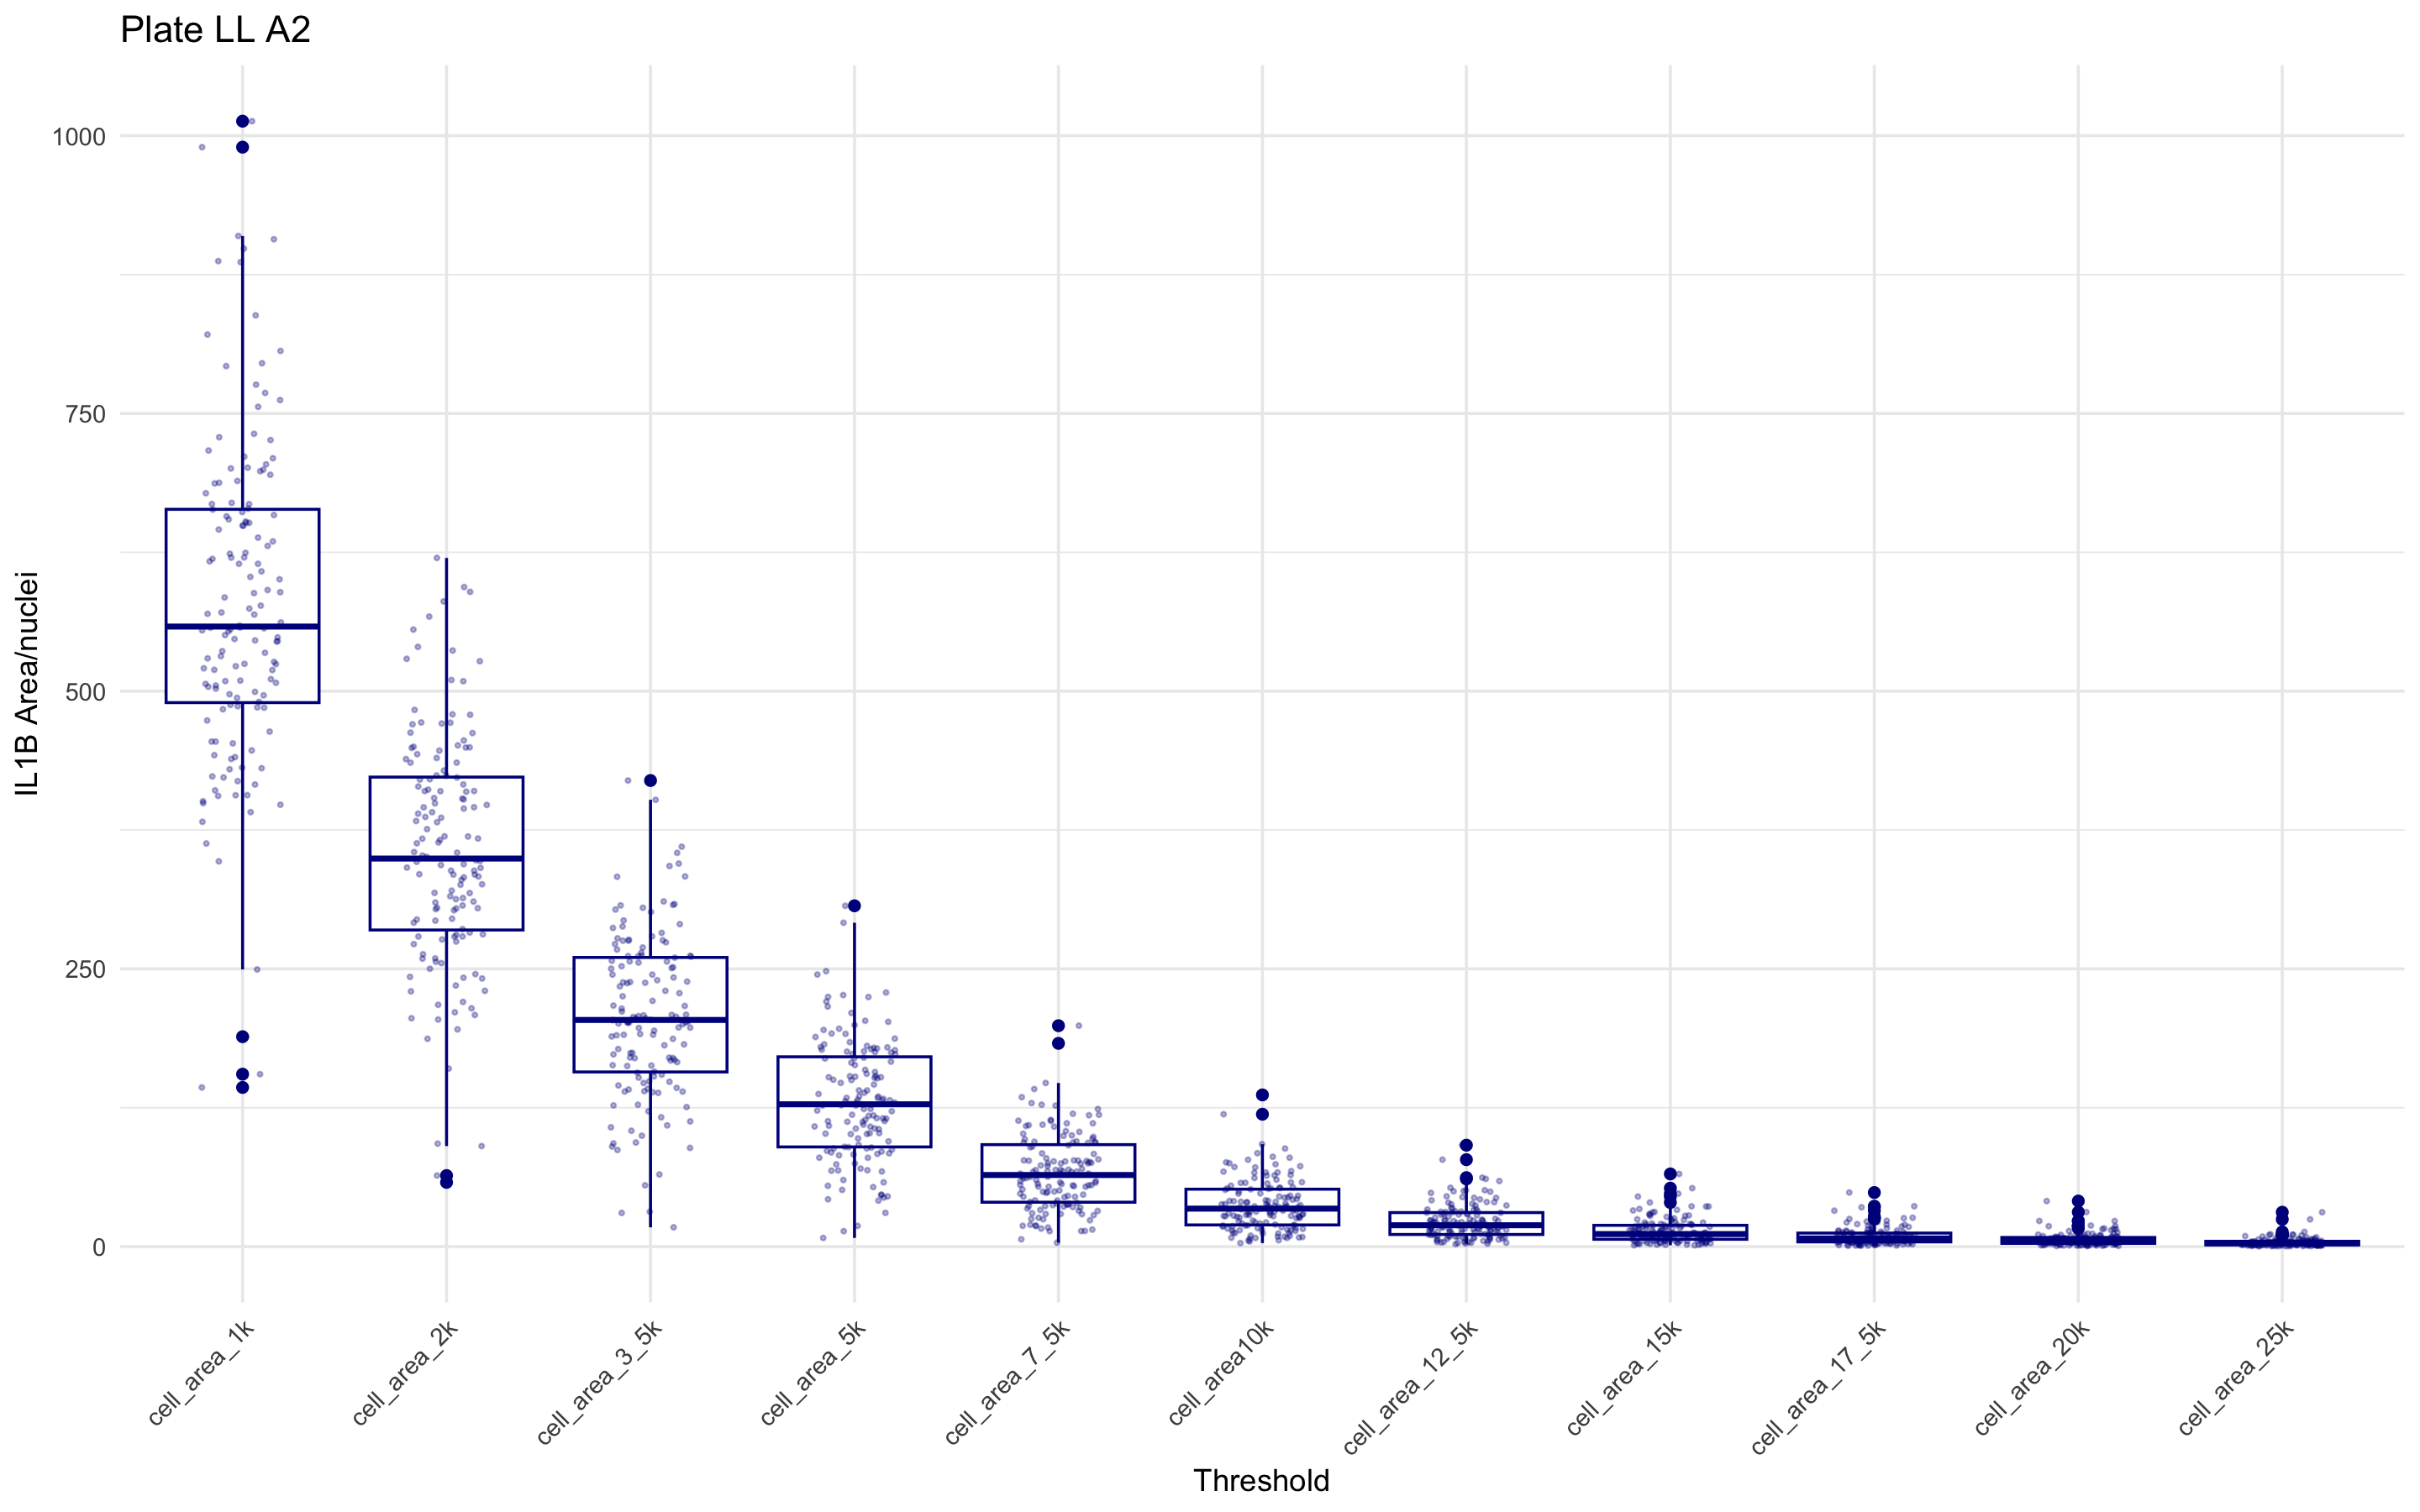 Plate LL A2
IL1B Area/nuclei
1000
750
500
250
0
cell_area_1k
cell_area_2k
cell_area_3_5k
cell_area_5k
cell_area_7_5k
cell_area10k
cell_area_12_5k
cell_area_15k
cell_area_17_5k
cell_area_20k
cell_area_25k
Threshold